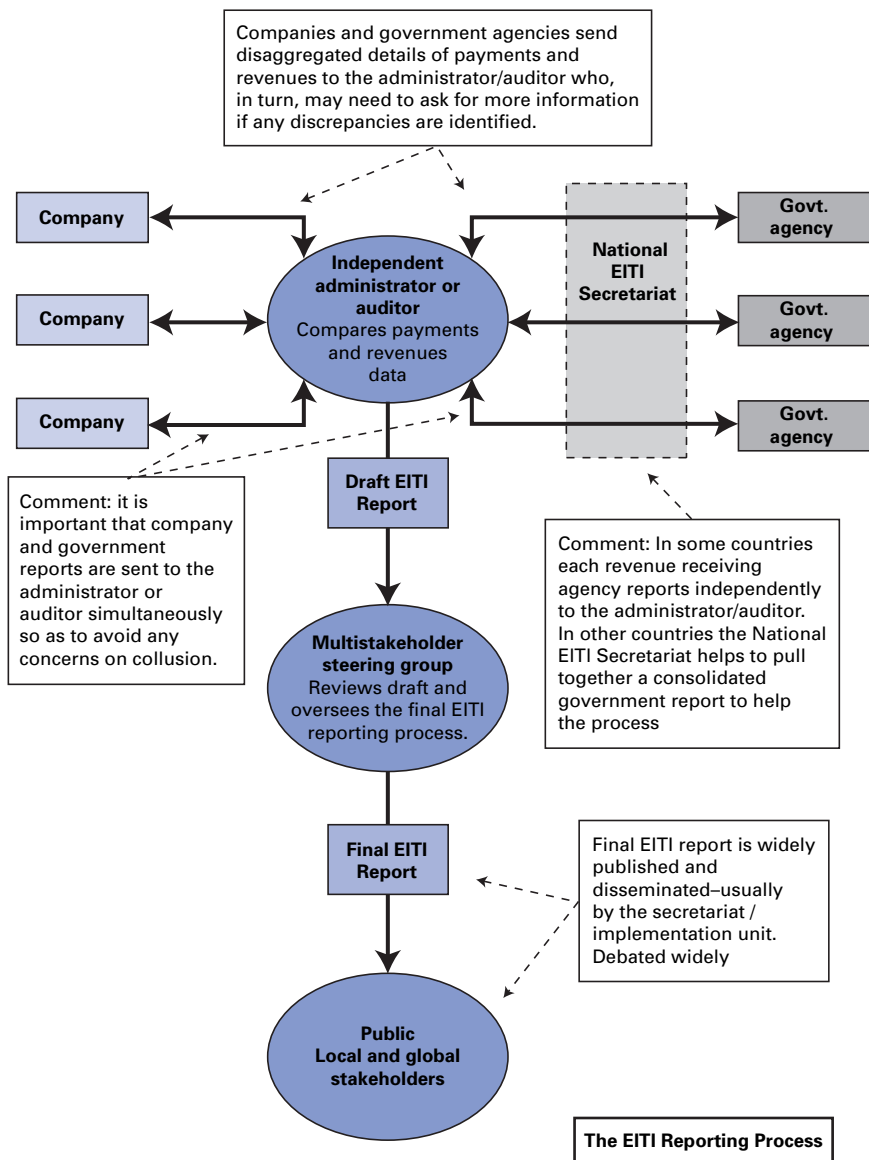 Companies and government agencies send
disaggregated details of payments and
revenues to the administrator/auditor who,
in turn, may need to ask for more information
if any discrepancies are identified.
Company
Govt.
agency
National
EITI
Secretariat
Independent
administrator or
auditor
Compares payments
and revenues
data
Company
Govt.
agency
Company
Govt.
agency
Draft EITI
Report
Comment: it is
important that company
and government
reports are sent to the
administrator or
auditor simultaneously
so as to avoid any
concerns on collusion.
Comment: In some countries
each revenue receiving
agency reports independently
to the administrator/auditor.
In other countries the National
EITI Secretariat helps to pull
together a consolidated
government report to help
the process
Multistakeholder
steering group
Reviews draft and
oversees the final EITI
reporting process.
Final EITI
Report
Final EITI report is widely
published and
disseminated–usually
by the secretariat /
implementation unit.
Debated widely
Public
Local and global
stakeholders
The EITI Reporting Process